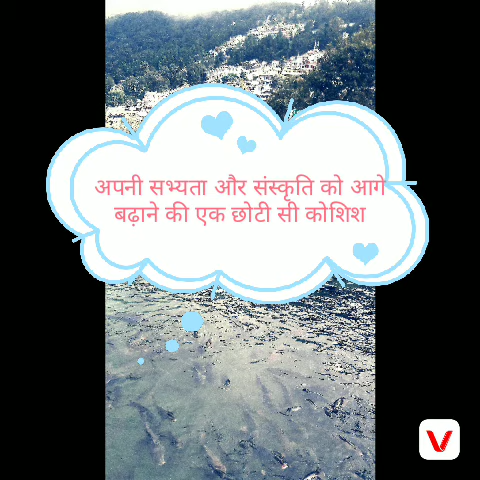 अपनी सभ्यता और संस्कृति को आगे
बढ़ाने की एक छोटी सी कोशिश